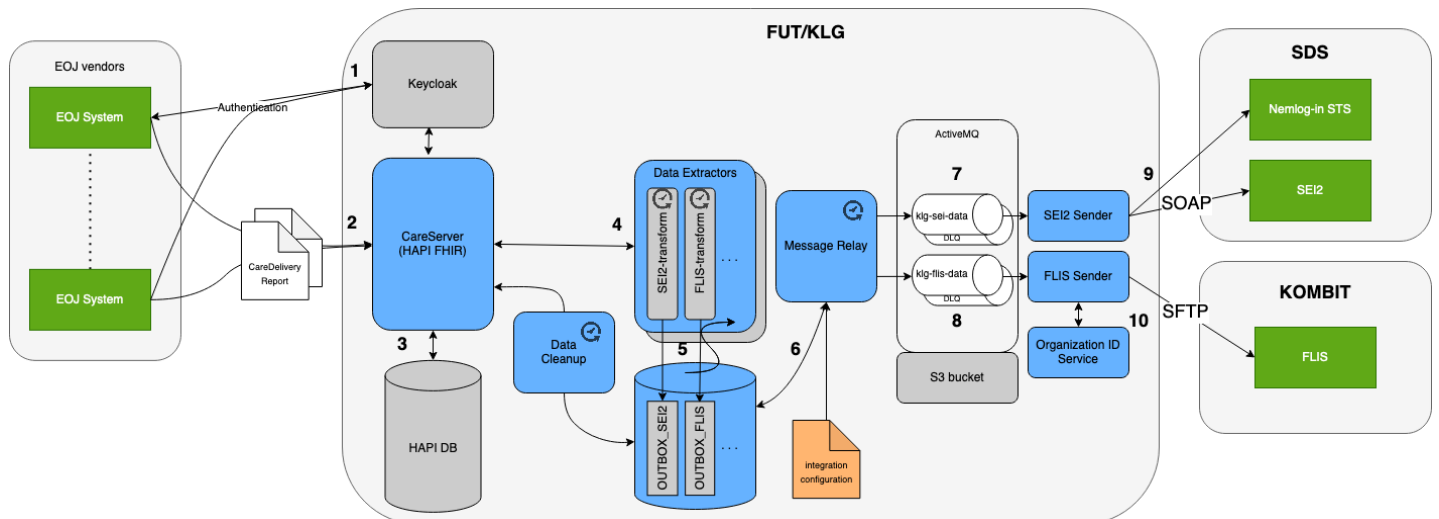 FUT/KLG
EOJ vendors
EOJ System
EOJ System
Authentication
CareDelivery
Report
1
Keycloak
2
CareServer
(HAPI FHIR)
3
HAPI DB
Data
Cleanup
4
Data Extractors
SEI2-transform
FLIS-transform
. . .
5
OUTBOX_SEI2
OUTBOX_FLIS
. . .
6
Message Relay
integration
configuration
ActiveMQ
7
klg-sei-data
DLQ
klg-flis-data
DLQ
8
S3 bucket
SEI2 Sender
FLIS Sender
Organization ID
Service
9
SOAP
10
SFTP
SDS
Nemlog-in STS
SEI2
KOMBIT
FLIS